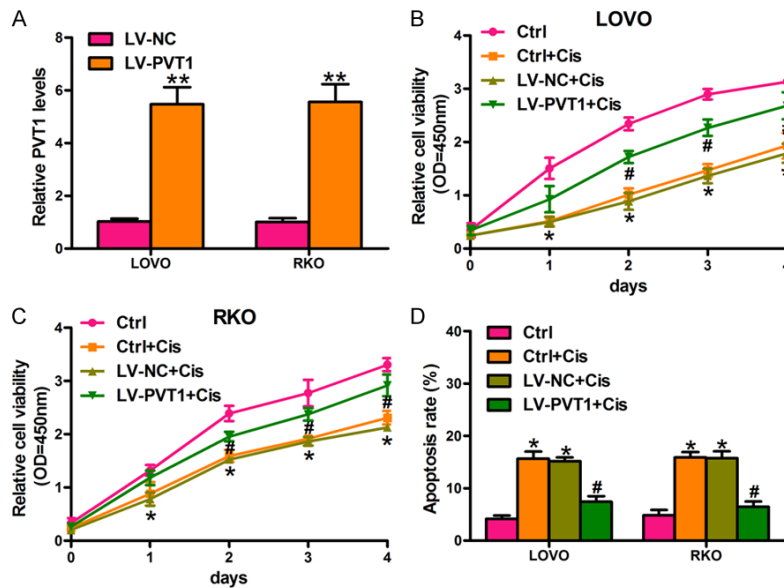 A
LV-NC
LV-PVT1
Relative PVT1 levels
8
6
4
2
0
**
**
LOVO
RKO
B
LOVO
Ctrl
Ctrl+Cis
LV-NC+Cis
LV-PVT1+Cis
Relative cell viability
(OD=450nm)
4
3
2
1
0
#
#
*
*
*
0
1
2
3
4
days
C
RKO
Ctrl
Ctrl+Cis
LV-NC+Cis
LV-PVT1+Cis
Relative cell viability
(OD=450nm)
4
3
2
1
0
#
#
#
*
*
*
*
0
1
2
3
4
days
D
Ctrl
Ctrl+Cis
LV-NC+Cis
LV-PVT1+Cis
Apoptosis rate (%)
40
30
20
10
0
*
*
#
*
*
#
LOVO
RKO